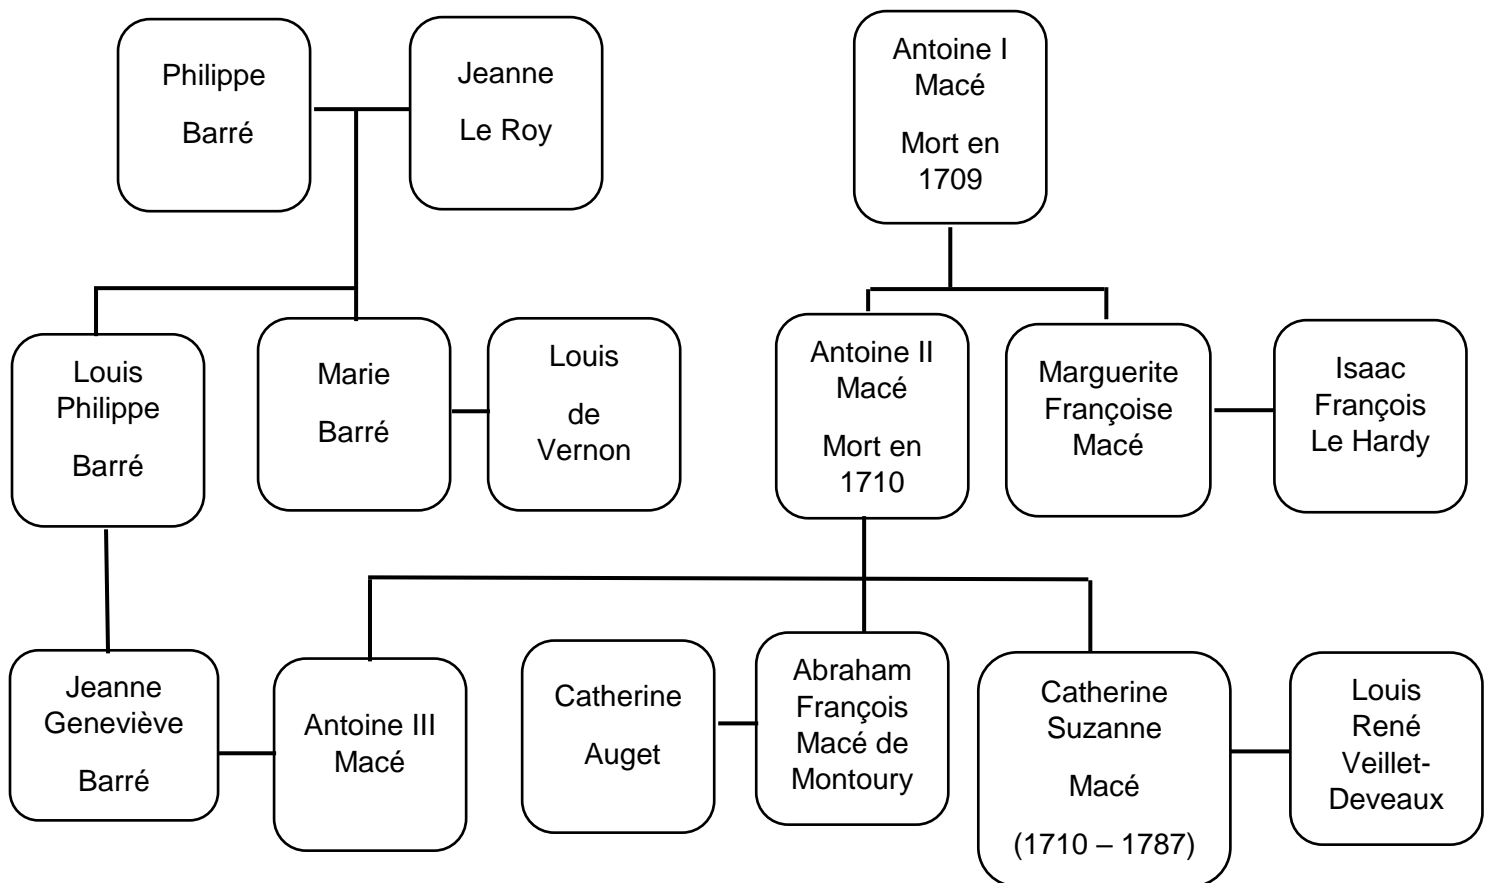 Philippe
Barré
Jeanne
Le Roy
Antoine I
Macé
Mort en
1709
Louis
Philippe
Barré
Marie
Barré
Louis
de
Vernon
Antoine II
Macé
Mort en
1710
Marguerite
Françoise
Macé
Isaac
François
Le Hardy
Jeanne
Geneviève
Barré
Antoine III
Macé
Catherine
Auget
Abraham
François
Macé de
Montoury
Catherine
Suzanne
Macé
(1710 – 1787)
Louis
René
Veillet-
Deveaux